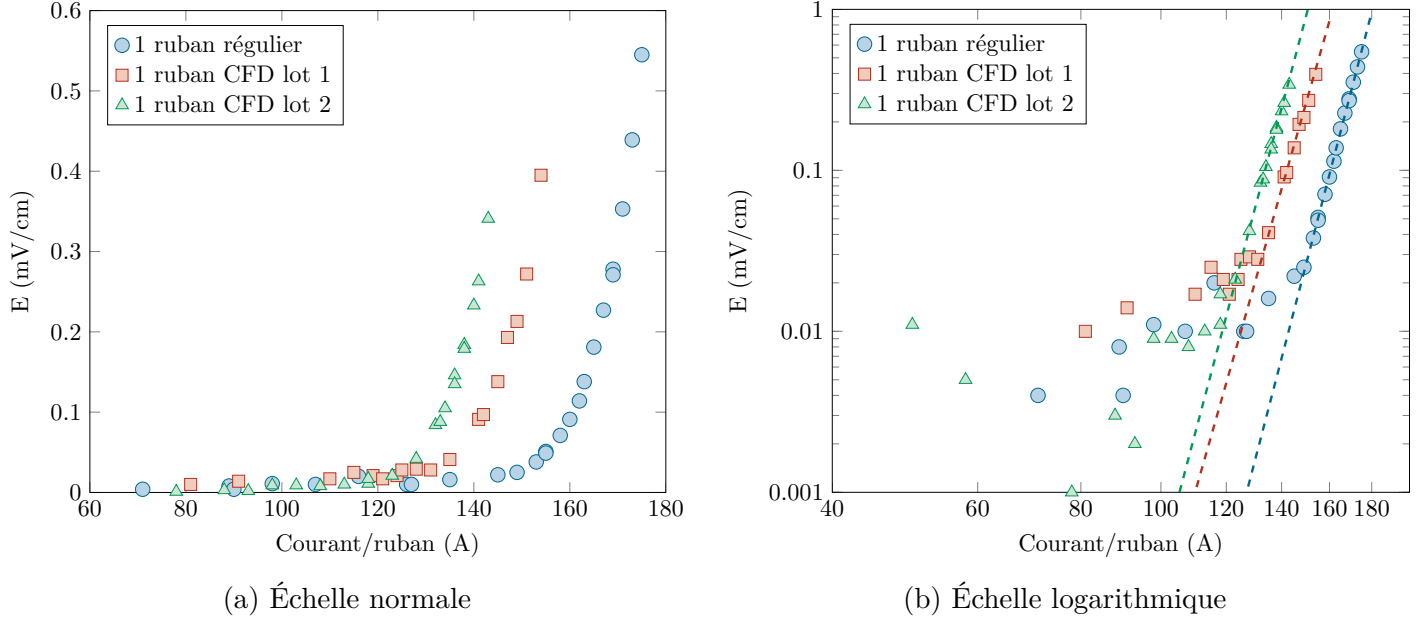 0.6
0.5
0.4
0.3
0.2
0.1
0
E (mV/cm)
1 ruban régulier
1 ruban CFD lot 1
1 ruban CFD lot 2
60 80 100 120 140 160 180
Courant/ruban (A)
(a) Échelle normale
1
0.1
0.01
0.001
E (mV/cm)
1 ruban régulier
1 ruban CFD lot 1
1 ruban CFD lot 2
40 60 80 100 120 140 160 180
Courant/ruban (A)
(b) Échelle logarithmique